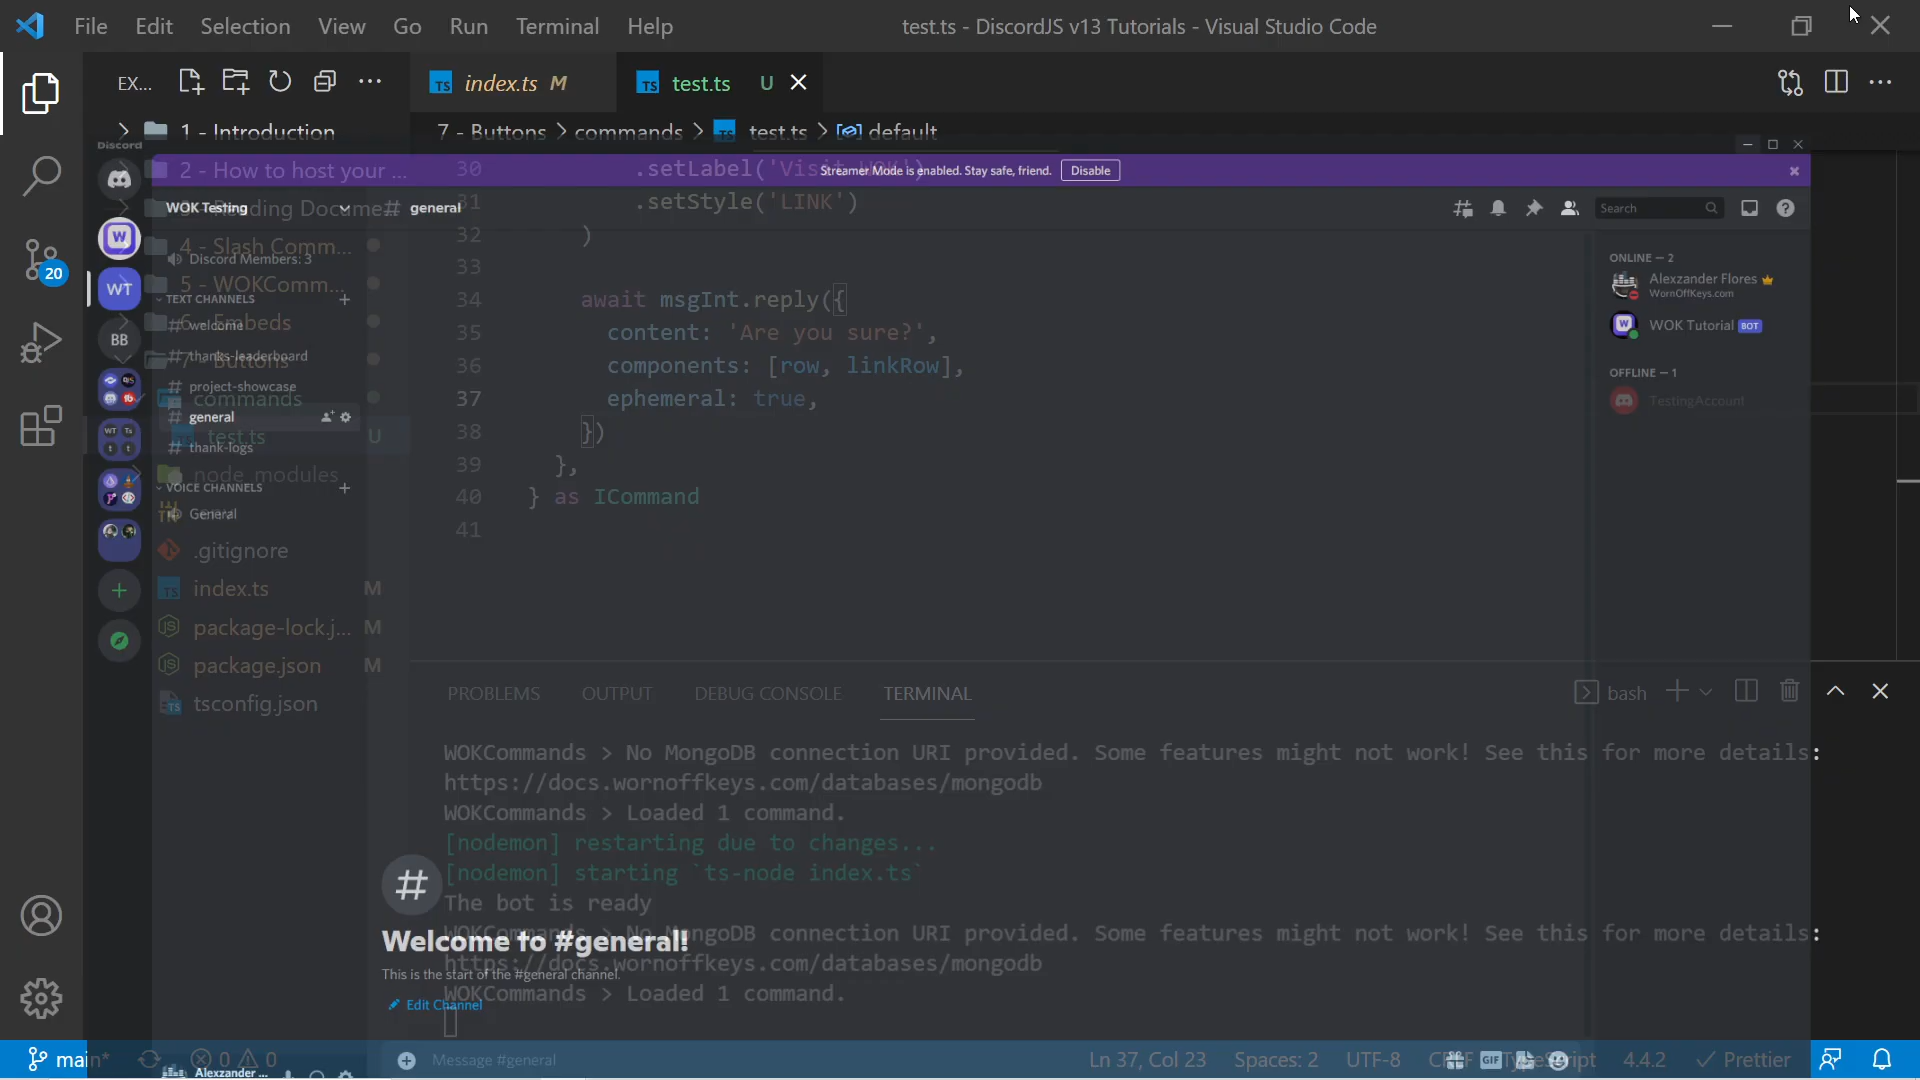 File Edit Selection View Go Run Terminal Help
test.ts - DiscordJS v13 Tutorials - Visual Studio Code
EX...
index.ts M
test.ts U
1 - Introduction
7 - Buttons > commands > test.ts > default
Discord
2 - How to host your ...
30 .setLabel('Visit WOK')
Streamer Mode is enabled. Stay safe, friend. Disable
WOK Testing
# general
31 .setStyle('LINK')
Search
4 - Slash Comm...
32 )
Discord Members: 3
ONLINE — 2
33
5 - WOKComm...
WT
Alexzander Flores
WornOffKeys.com
TEXT CHANNELS
34 await msgInt.reply({
6 - Embeds
# welcome
WOK Tutorial BOT
BB
35 content: 'Are you sure?',
# thanks-leaderboard
7 - Buttons
36 components: [row, linkRow],
OFFLINE — 1
# project-showcase
commands
37 ephemeral: true,
TestingAccount
# general
38 })
test.ts U
# thank-logs
39 },
node_modules
VOICE CHANNELS
40 } as ICommand
General
41
.gitignore
index.ts M
package-lock.j... M
package.json M
tsconfig.json
PROBLEMS OUTPUT DEBUG CONSOLE TERMINAL
bash
WOKCommands > No MongoDB connection URI provided. Some features might not work! See this for more details:
https://docs.wornoffkeys.com/databases/mongodb
WOKCommands > Loaded 1 command.
[nodemon] restarting due to changes...
[nodemon] starting `ts-node index.ts`
The bot is ready
WOKCommands > No MongoDB connection URI provided. Some features might not work! See this for more details:
https://docs.wornoffkeys.com/databases/mongodb
WOKCommands > Loaded 1 command.
Welcome to #general!
This is the start of the #general channel.
Edit Channel
20
main*
0 0
Alexzander ...
Message #general
GIF
Ln 37, Col 23 Spaces: 2 UTF-8 TypeScript 4.4.2 Prettier